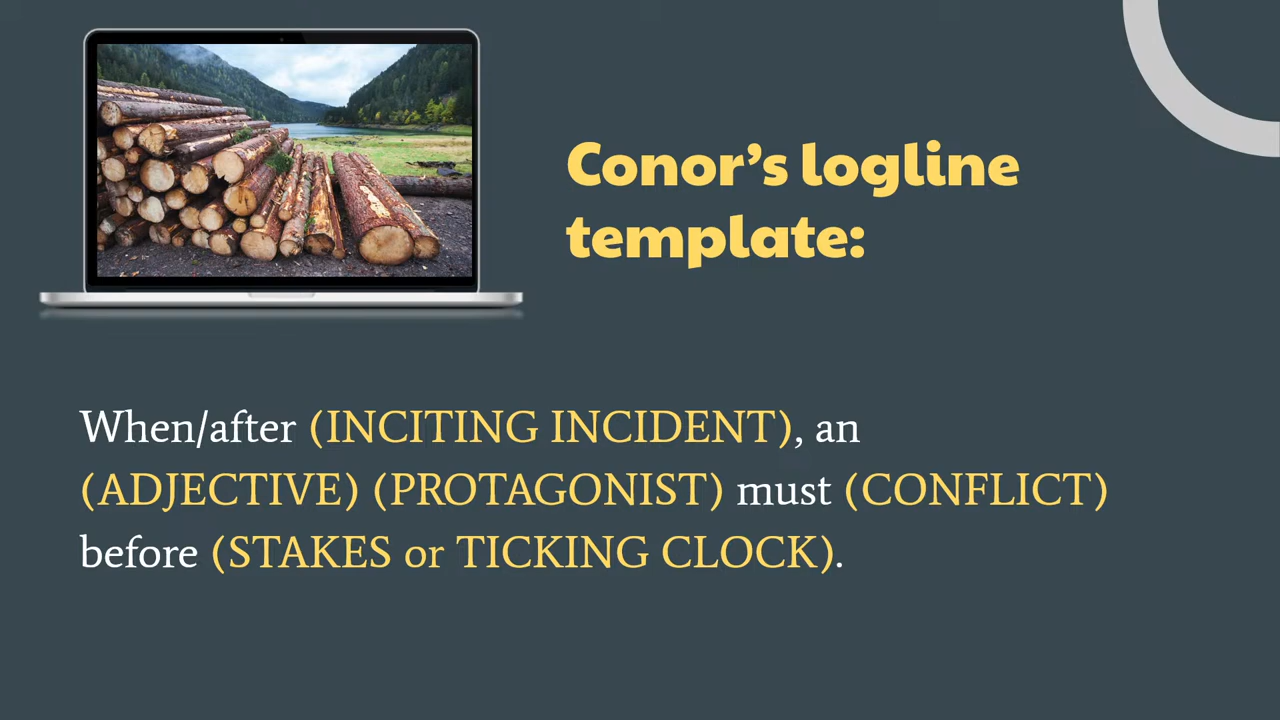 Conor’s logline
template:
When/after (INCITING INCIDENT), an
(ADJECTIVE) (PROTAGONIST) must (CONFLICT)
before (STAKES or TICKING CLOCK).